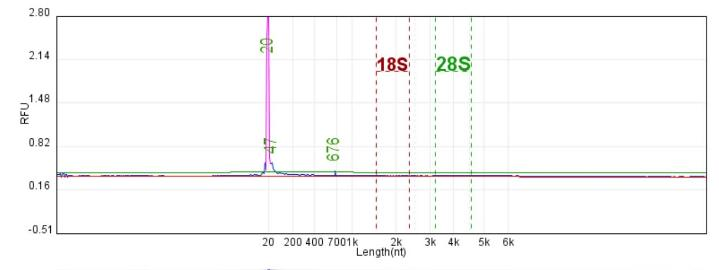 2.80
2.14
1.48
0.82
0.16
-0.51
RFU
20
47
676
18S
28S
20 200 400 7001k 2k 3k 4k 5k 6k
Length(nt)